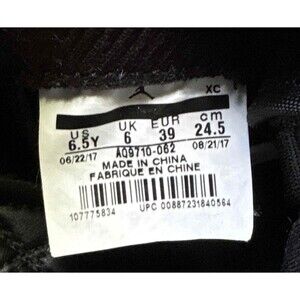 XC
US UK EUR cm
6.5Y 6 39 24.5
06/22/17 AQ9710-062 08/21/17
MADE IN CHINA
FABRIQUÉ EN CHINE
107775834 UPC 00887231840564